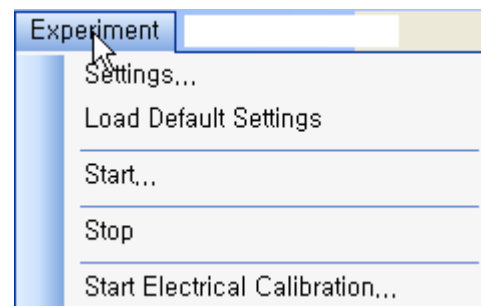 Experiment
Settings...
Load Default Settings
Start...
Stop
Start Electrical Calibration...